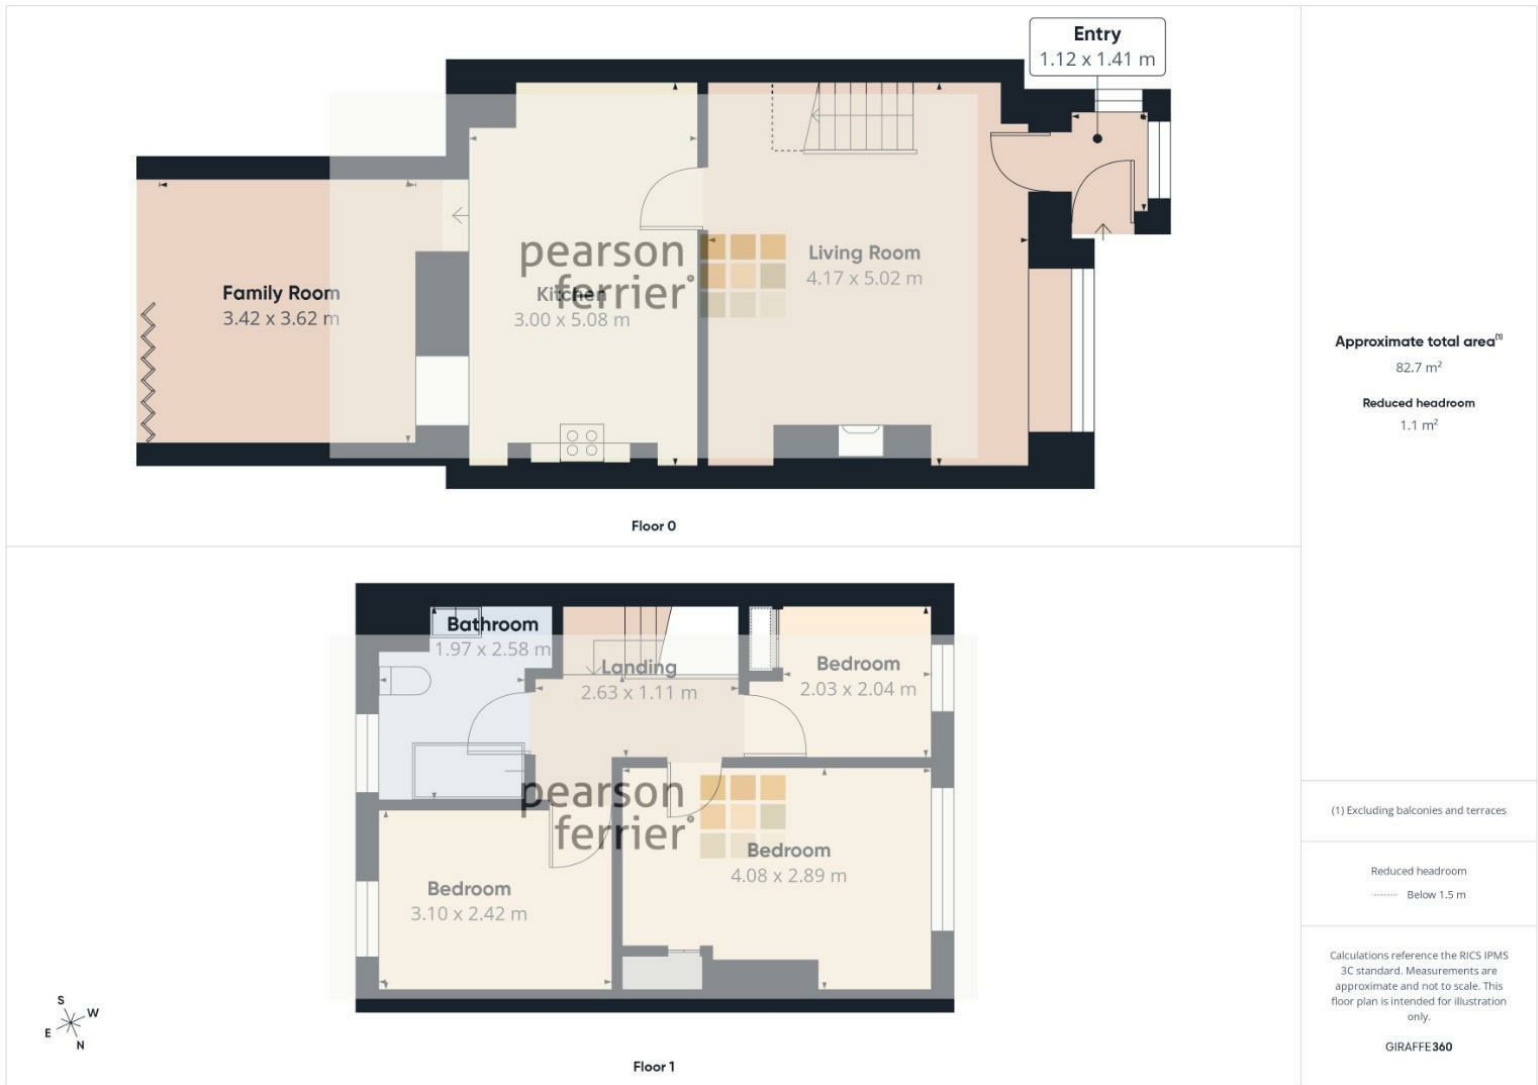 Entry
1.12 x 1.41 m
Living Room
4.17 x 5.02 m
Family Room
3.42 x 3.62 m
Kitchen
3.00 x 5.08 m
pearson
ferrier
Floor 0
Bathroom
1.97 x 2.58 m
Landing
2.63 x 1.11 m
Bedroom
2.03 x 2.04 m
pearson
ferrier
Bedroom
4.08 x 2.89 m
Bedroom
3.10 x 2.42 m
S
W
E
N
Floor 1
Approximate total area(1)
82.7 m²
Reduced headroom
1.1 m²
(1) Excluding balconies and terraces
Reduced headroom
Below 1.5 m
Calculations reference the RICS IPMS
3C standard. Measurements are
approximate and not to scale. This
floor plan is intended for illustration
only.
GIRAFFE360